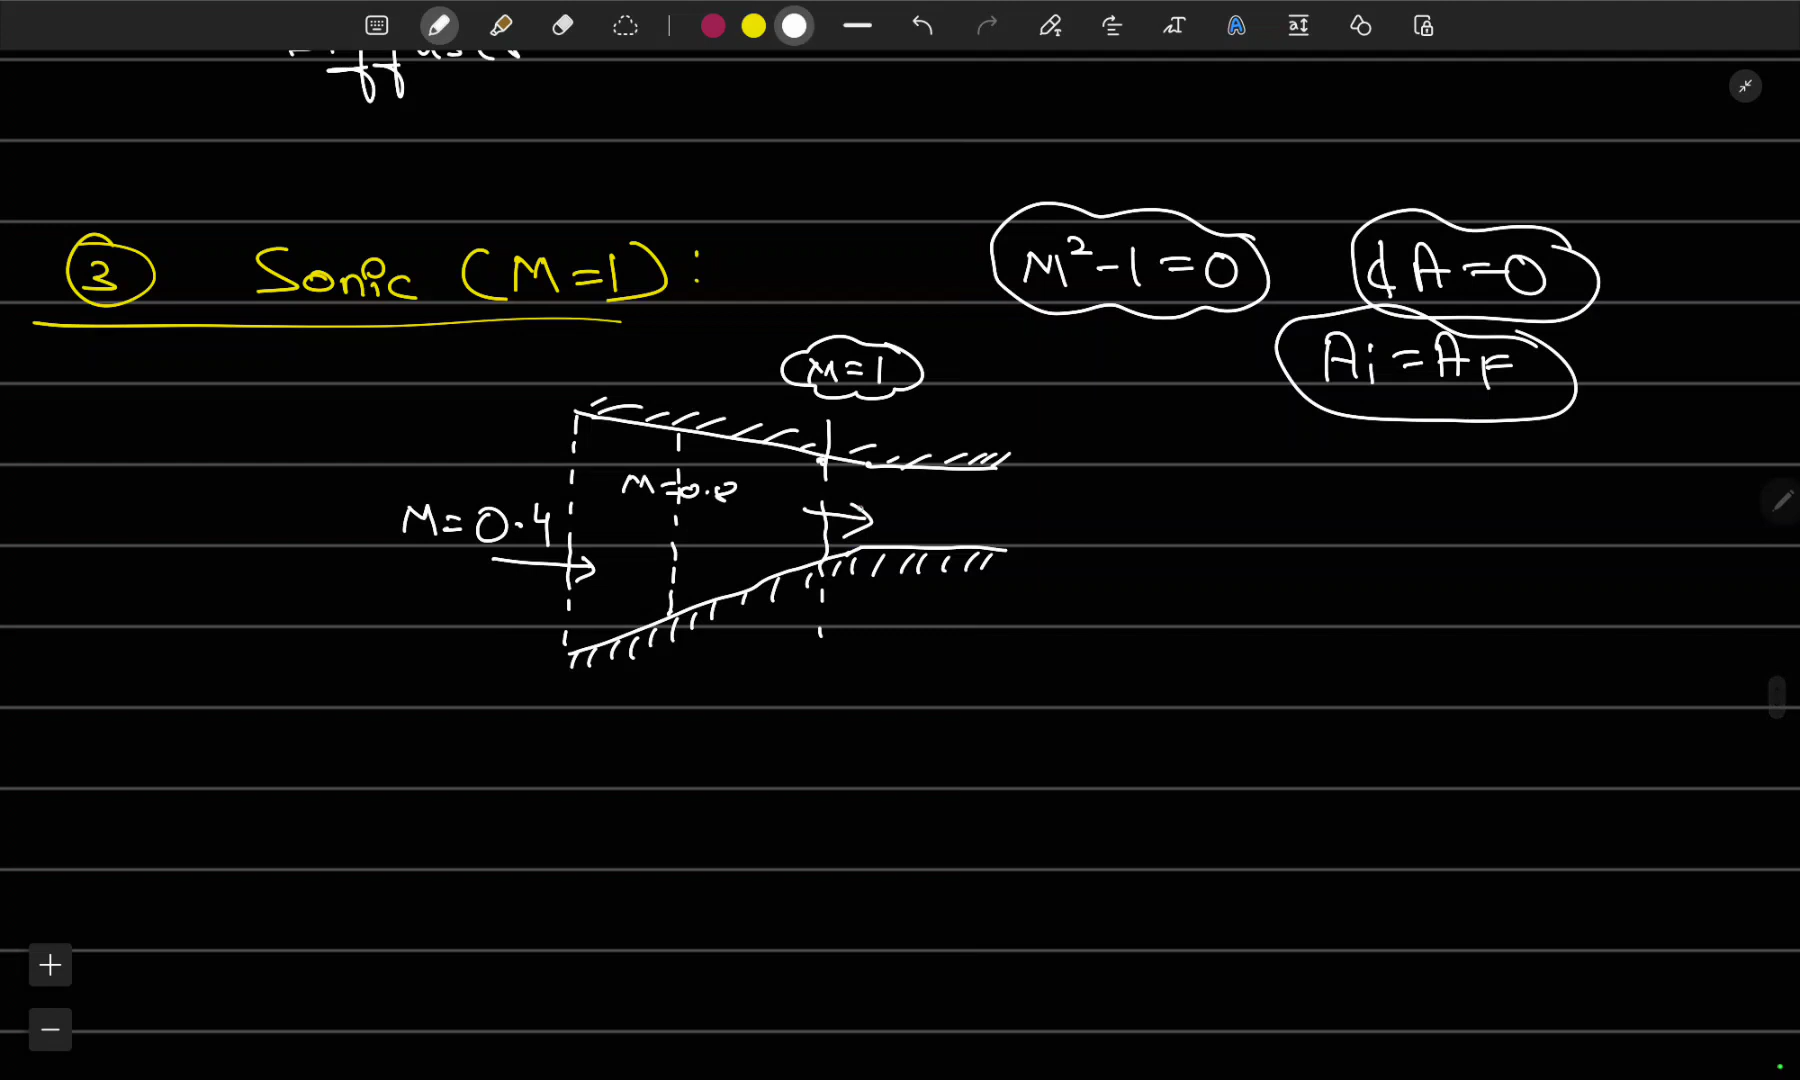 ③ Sonic (M=1) :
M²-1=0 dA=0
Ai=AF
M=1
M=0.8
M=0.4